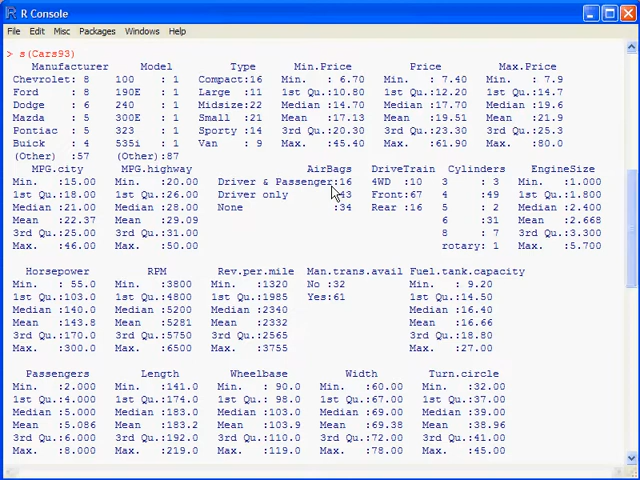 R Console
File Edit Misc Packages Windows Help
> s(Cars93)
Manufacturer Model Type Min.Price Price Max.Price
Chevrolet: 8 100 : 1 Compact:16 Min. : 6.70 Min. : 7.40 Min. : 7.9
Ford : 8 190E : 1 Large :11 1st Qu.:10.80 1st Qu.:12.20 1st Qu.:14.7
Dodge : 6 240 : 1 Midsize:22 Median :14.70 Median :17.70 Median :19.6
Mazda : 5 300E : 1 Small :21 Mean :17.13 Mean :19.51 Mean :21.9
Pontiac : 5 323 : 1 Sporty :14 3rd Qu.:20.30 3rd Qu.:23.30 3rd Qu.:25.3
Buick : 4 535i : 1 Van : 9 Max. :45.40 Max. :61.90 Max. :80.0
(Other) :57 (Other):87
MPG.city MPG.highway AirBags DriveTrain Cylinders EngineSize
Min. :15.00 Min. :20.00 Driver & Passenger:16 4WD :10 3 : 3 Min. :1.000
1st Qu.:18.00 1st Qu.:26.00 Driver only :43 Front:67 4 :49 1st Qu.:1.800
Median :21.00 Median :28.00 None :34 Rear :16 5 : 2 Median :2.400
Mean :22.37 Mean :29.09 6 :31 Mean :2.668
3rd Qu.:25.00 3rd Qu.:31.00 8 : 7 3rd Qu.:3.300
Max. :46.00 Max. :50.00 rotary: 1 Max. :5.700
Horsepower RPM Rev.per.mile Man.trans.avail Fuel.tank.capacity
Min. : 55.0 Min. :3800 Min. :1320 No :32 Min. : 9.20
1st Qu.:103.0 1st Qu.:4800 1st Qu.:1985 Yes:61 1st Qu.:14.50
Median :140.0 Median :5200 Median :2340 Median :16.40
Mean :143.8 Mean :5281 Mean :2332 Mean :16.66
3rd Qu.:170.0 3rd Qu.:5750 3rd Qu.:2565 3rd Qu.:18.80
Max. :300.0 Max. :6500 Max. :3755 Max. :27.00
Passengers Length Wheelbase Width Turn.circle
Min. :2.000 Min. :141.0 Min. : 90.0 Min. :60.00 Min. :32.00
1st Qu.:4.000 1st Qu.:174.0 1st Qu.: 98.0 1st Qu.:67.00 1st Qu.:37.00
Median :5.000 Median :183.0 Median :103.0 Median :69.00 Median :39.00
Mean :5.086 Mean :183.2 Mean :103.9 Mean :69.38 Mean :38.96
3rd Qu.:6.000 3rd Qu.:192.0 3rd Qu.:110.0 3rd Qu.:72.00 3rd Qu.:41.00
Max. :8.000 Max. :219.0 Max. :119.0 Max. :78.00 Max. :45.00